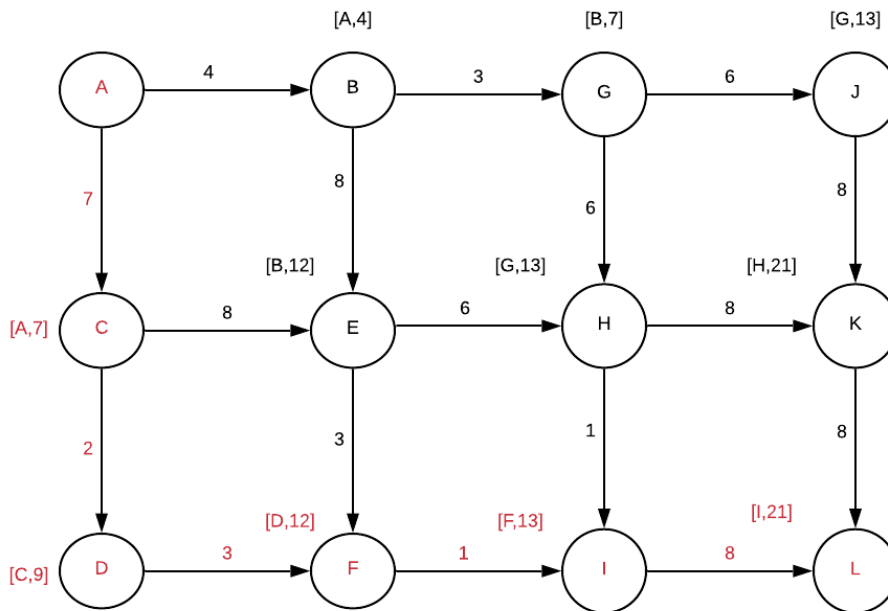 [A,4] [B,7] [G,13]
A 4 B 3 G 6 J
7 8 6 8
[B,12] [G,13] [H,21]
[A,7] C 8 E 6 H 8 K
2 3 1 8
[D,12] [F,13] [I,21]
[C,9] D 3 F 1 I 8 L